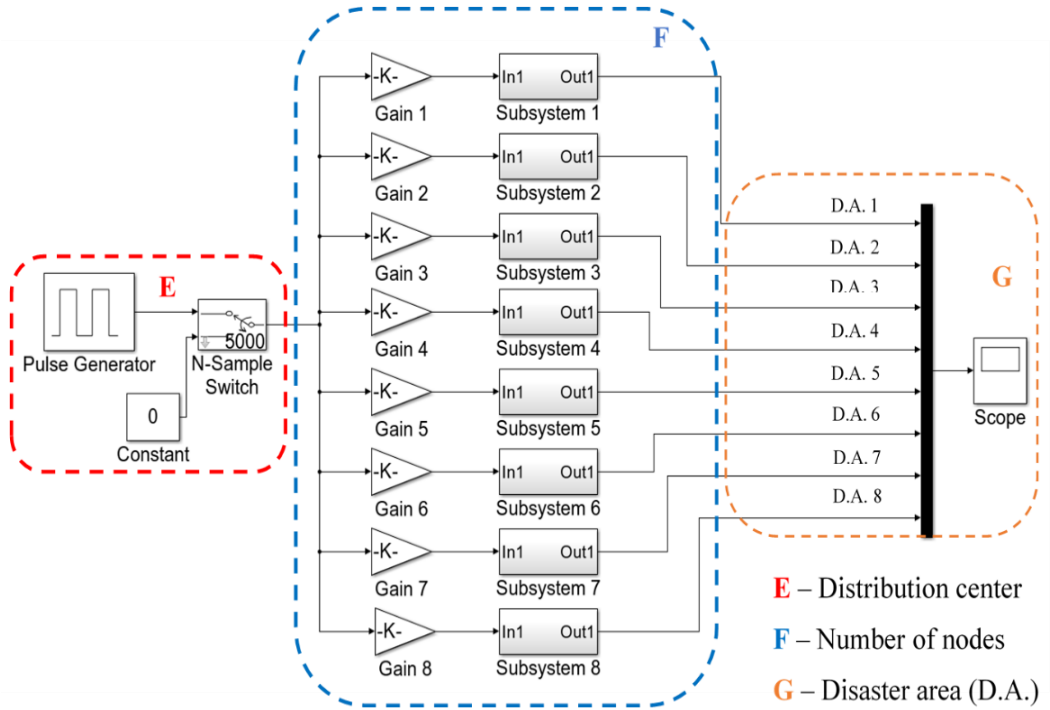 F
-K-
In1 Out1
Gain 1
Subsystem 1
-K-
In1 Out1
Gain 2
Subsystem 2
-K-
In1 Out1
Gain 3
Subsystem 3
-K-
In1 Out1
Gain 4
Subsystem 4
-K-
In1 Out1
Gain 5
Subsystem 5
-K-
In1 Out1
Gain 6
Subsystem 6
-K-
In1 Out1
Gain 7
Subsystem 7
-K-
In1 Out1
Gain 8
Subsystem 8
E
5000
Pulse Generator
N-Sample
Switch
0
Constant
D.A. 1
D.A. 2
D.A. 3
D.A. 4
D.A. 5
D.A. 6
D.A. 7
D.A. 8
G
Scope
E – Distribution center
F – Number of nodes
G – Disaster area (D.A.)